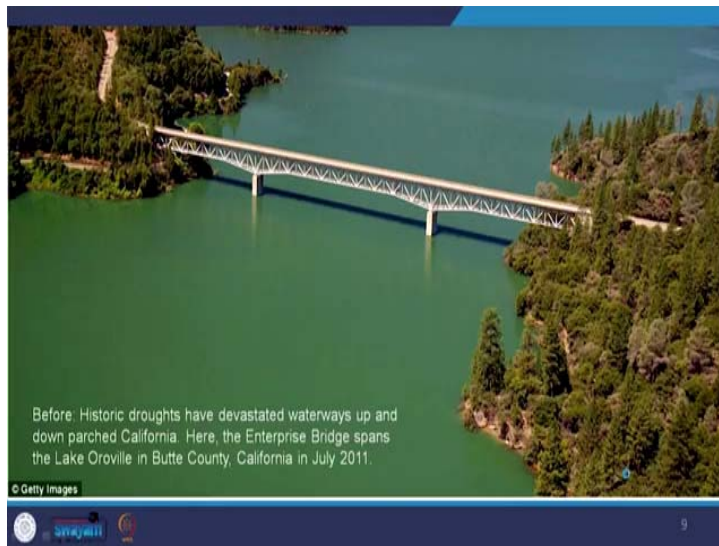 Before: Historic droughts have devastated waterways up and
down parched California. Here, the Enterprise Bridge spans
the Lake Oroville in Butte County, California in July 2011.
© Getty Images
swayam
9